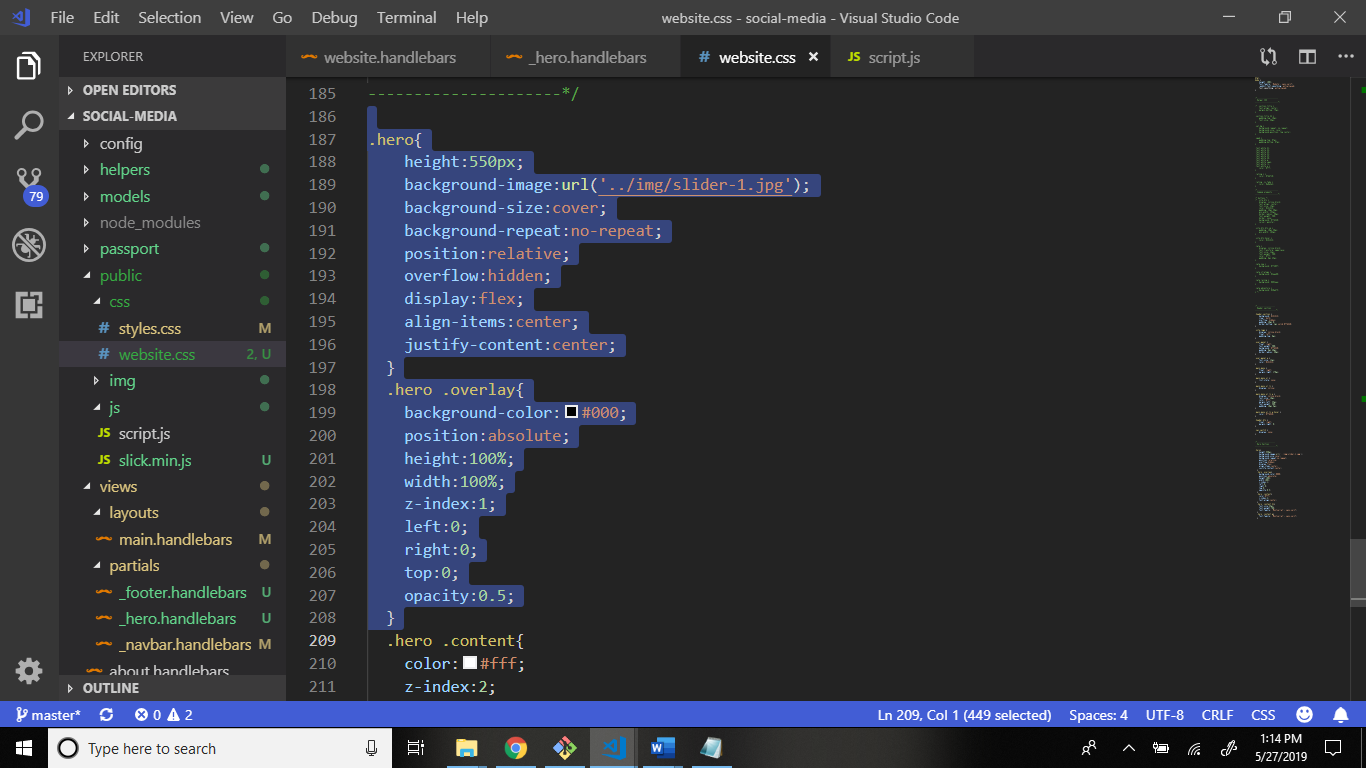 File Edit Selection View Go Debug Terminal Help website.css - social-media - Visual Studio Code
EXPLORER
OPEN EDITORS
SOCIAL-MEDIA
config
helpers
models
node_modules
passport
public
css
# styles.css M
# website.css 2, U
img
js
JS script.js
JS slick.min.js U
views
layouts
main.handlebars M
partials
_footer.handlebars U
_hero.handlebars U
_navbar.handlebars M
about.handlebars
OUTLINE
79
website.handlebars _hero.handlebars # website.css JS script.js
185 ---------------------*/
186
187 .hero{
188 height:550px;
189 background-image:url('../img/slider-1.jpg');
190 background-size:cover;
191 background-repeat:no-repeat;
192 position:relative;
193 overflow:hidden;
194 display:flex;
195 align-items:center;
196 justify-content:center;
197 }
198 .hero .overlay{
199 background-color:#000;
200 position:absolute;
201 height:100%;
202 width:100%;
203 z-index:1;
204 left:0;
205 right:0;
206 top:0;
207 opacity:0.5;
208 }
209 .hero .content{
210 color:#fff;
211 z-index:2;
master* 0 2 Ln 209, Col 1 (449 selected) Spaces: 4 UTF-8 CRLF CSS
Type here to search
1:14 PM
5/27/2019